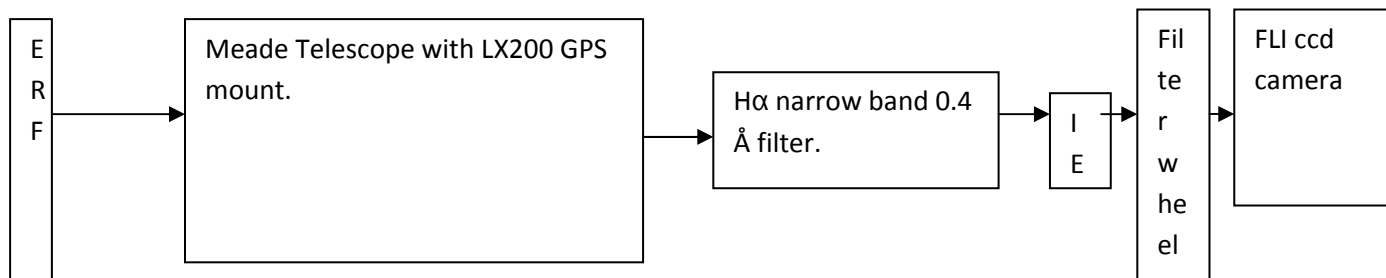 E
R
F
Meade Telescope with LX200 GPS
mount.
Hα narrow band 0.4
Å filter.
I
E
Fil
te
r
w
he
el
FLI ccd
camera